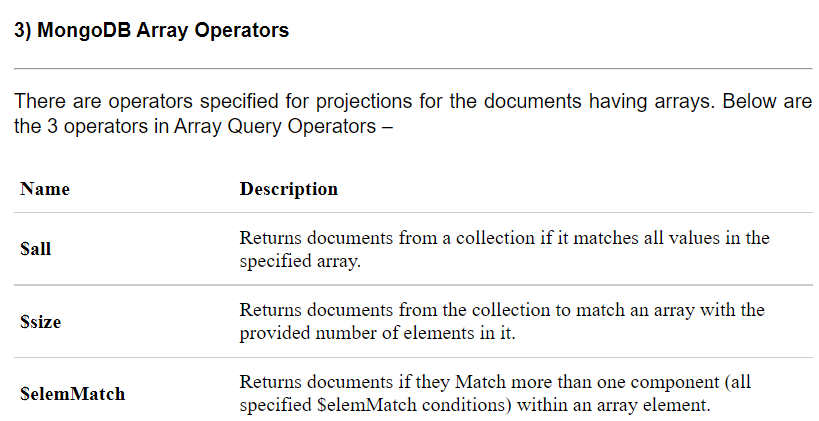 3) MongoDB Array Operators
There are operators specified for projections for the documents having arrays. Below are
the 3 operators in Array Query Operators –
Name Description
$all Returns documents from a collection if it matches all values in the
specified array.
$size Returns documents from the collection to match an array with the
provided number of elements in it.
$elemMatch Returns documents if they Match more than one component (all
specified $elemMatch conditions) within an array element.